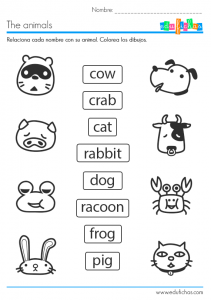 Nombre:
edufichas
The animals
Relaciona cada nombre con su animal. Colorea los dibujos.
cow
crab
cat
rabbit
dog
racoon
frog
pig
www.edufichas.com